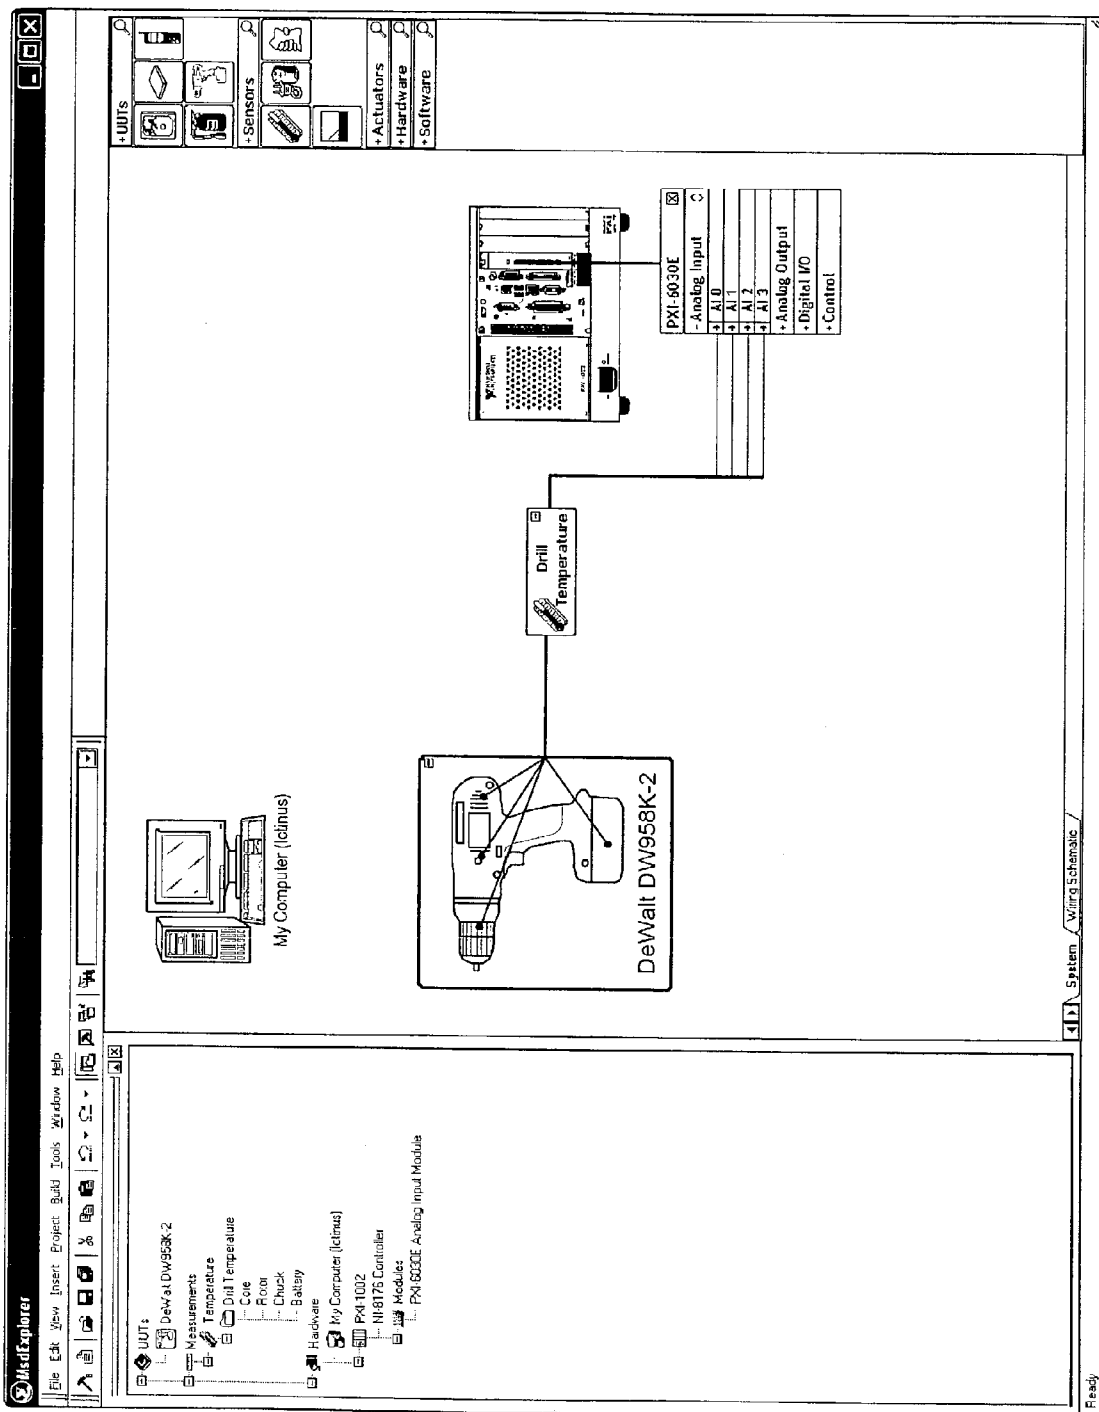 MsdExplorer
File Edit View Insert Project Build Tools Window Help
UUTs
DeWalt DW958K-2
Measurements
Temperature
Drill Temperature
Core
Rotor
Chuck
Battery
Hardware
My Computer (Ictinus)
PXI-1002
NI-8176 Controller
Modules
PXI-6030E Analog Input Module
My Computer (Ictinus)
DeWalt DW958K-2
Drill
Temperature
PXI-6030E
- Analog Input
AI 0
AI 1
AI 2
AI 3
+ Analog Output
+ Digital I/O
+ Control
+ UUTs
+ Sensors
+ Actuators
+ Hardware
+ Software
System
Wiring Schematic
Ready